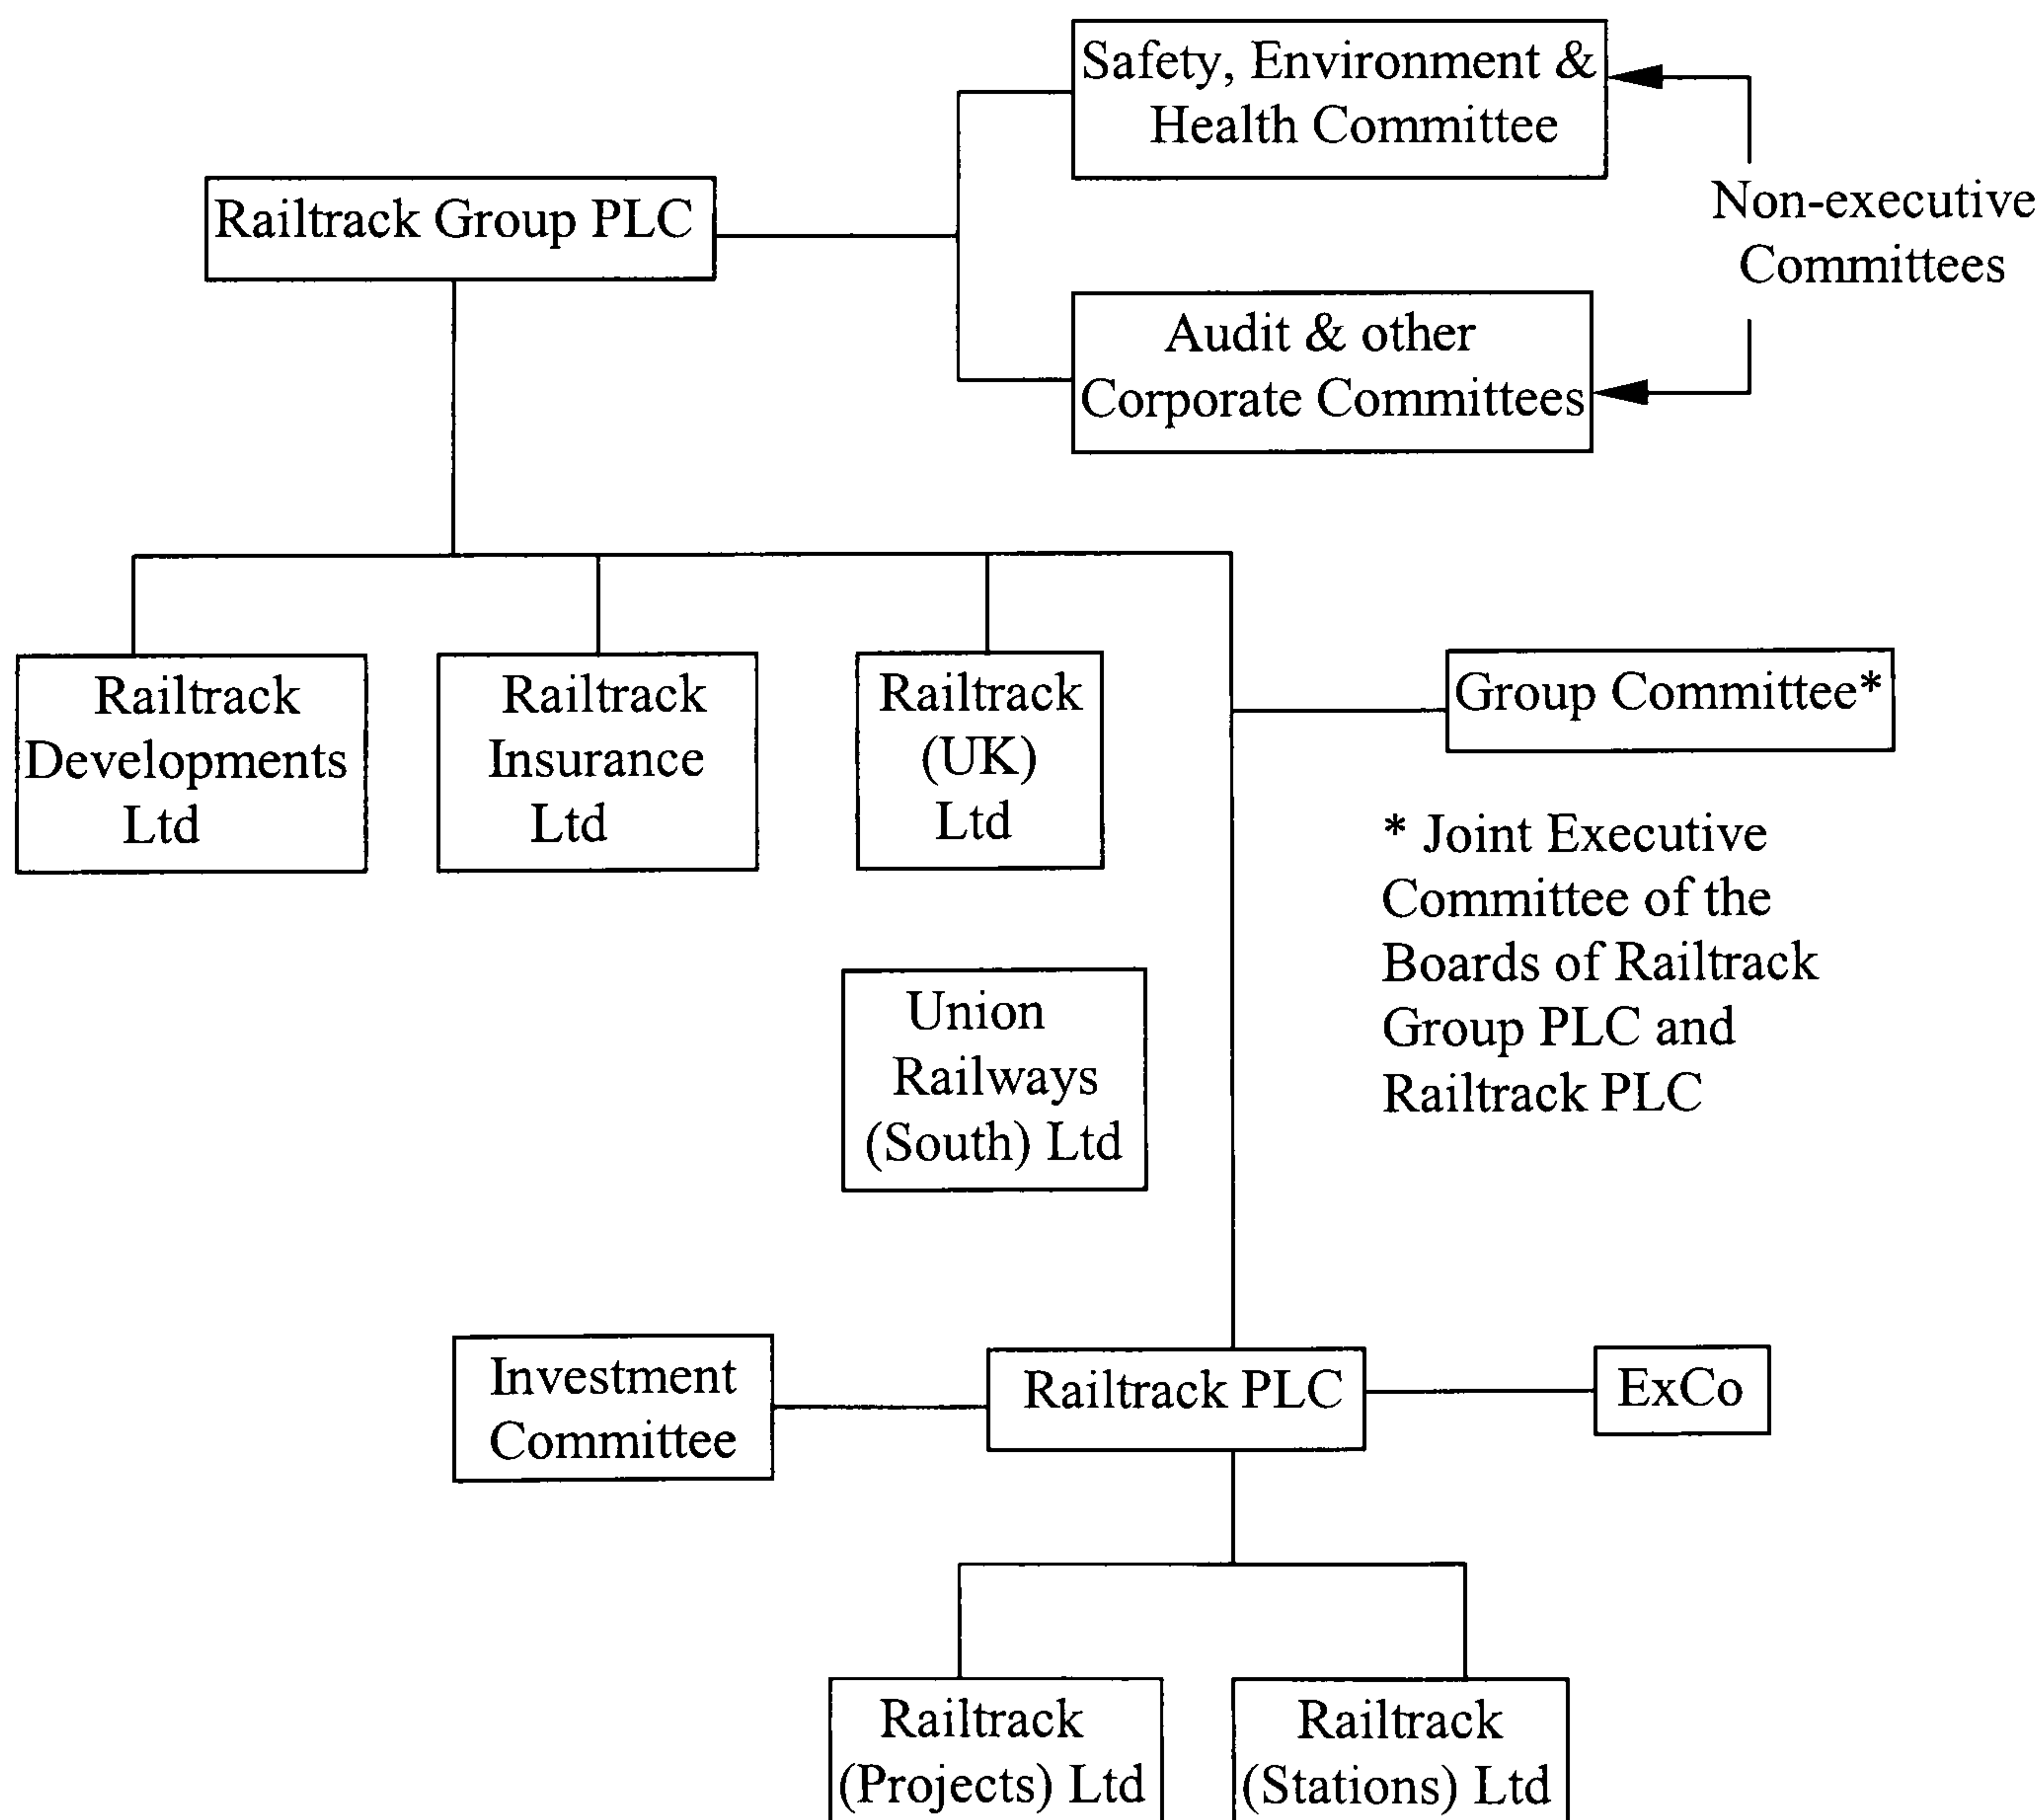 Safety, Environment &
Health Committee
Railtrack Group PLC
Non-executive
Committees
Audit & other
Corporate Committees
Railtrack
Developments
Ltd
Railtrack
Insurance
Ltd
Railtrack
(UK)
Ltd
Group Committee*
* Joint Executive
Committee of the
Boards of Railtrack
Group PLC and
Railtrack PLC
Union
Railways
(South) Ltd
Investment
Committee
Railtrack PLC
ExCo
Railtrack
(Projects) Ltd
Railtrack
(Stations) Ltd